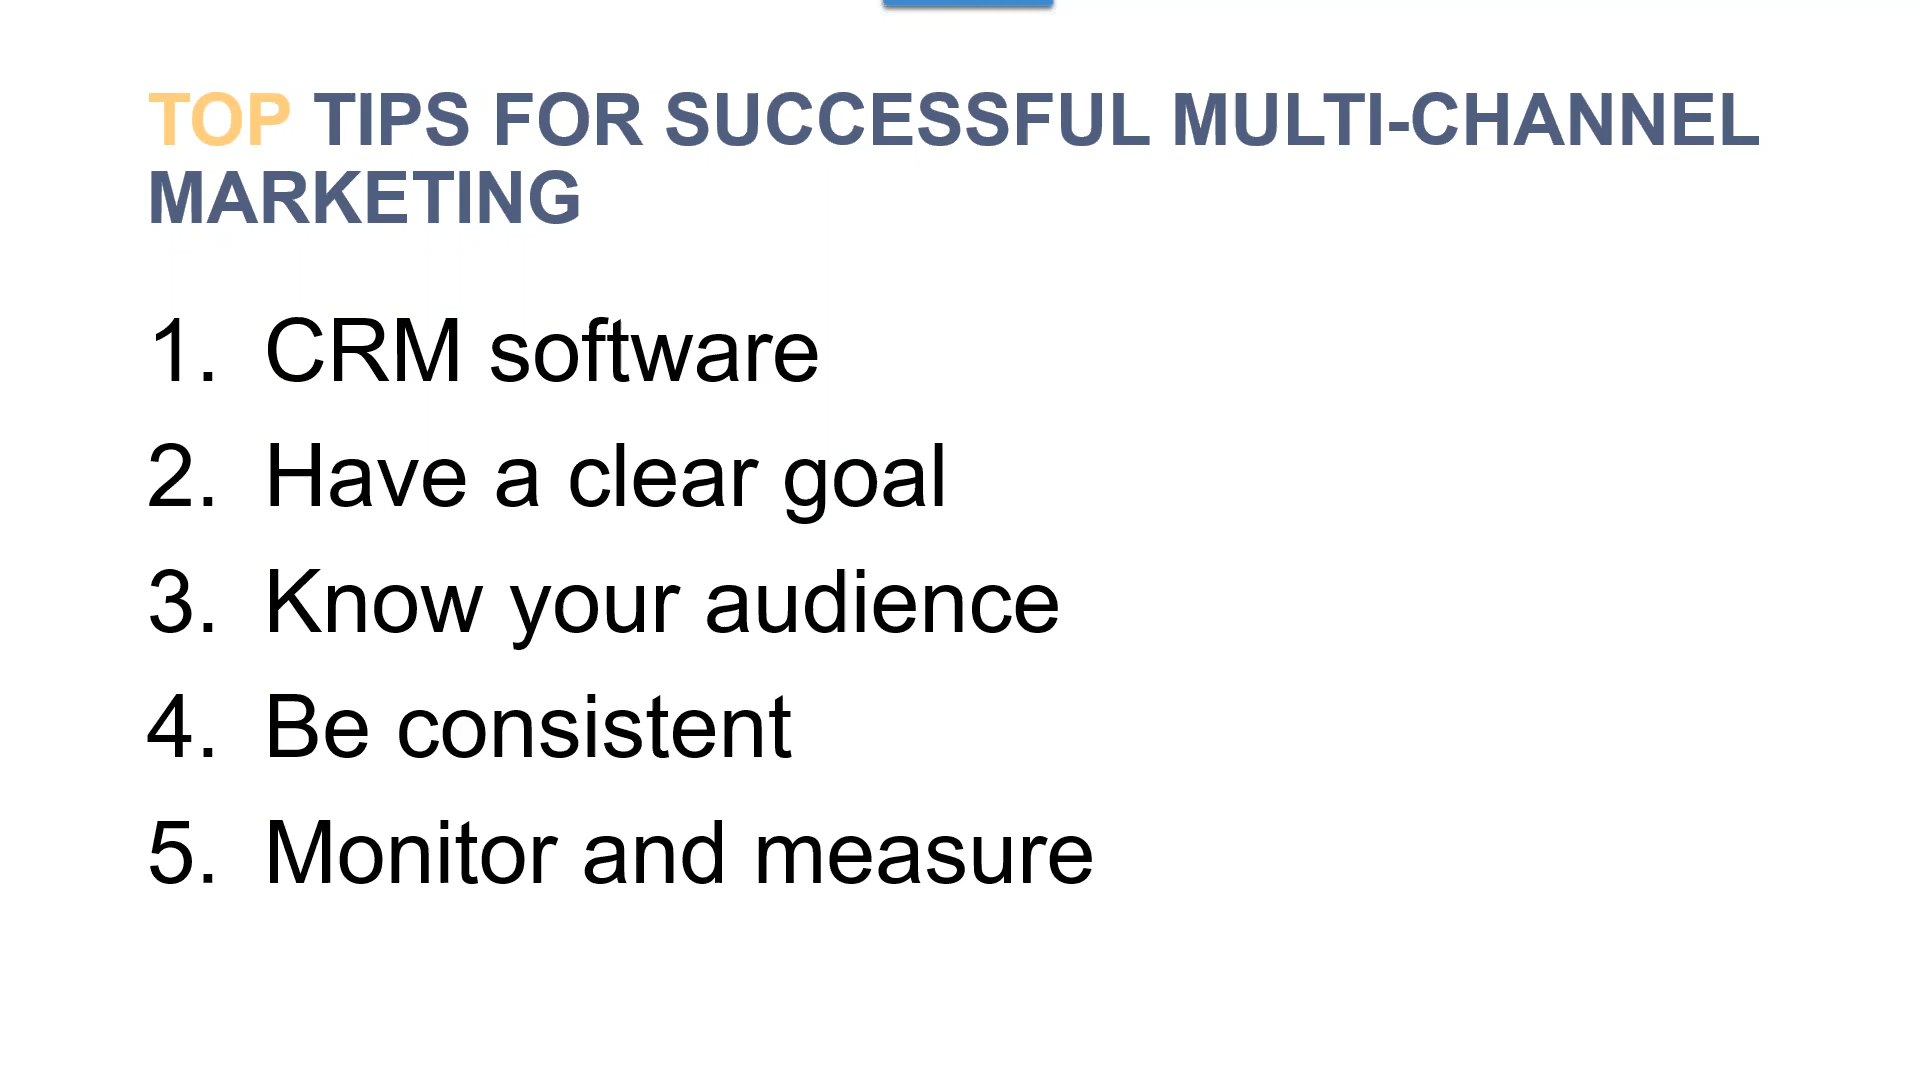 TOP TIPS FOR SUCCESSFUL MULTI-CHANNEL
MARKETING
1. CRM software
2. Have a clear goal
3. Know your audience
4. Be consistent
5. Monitor and measure